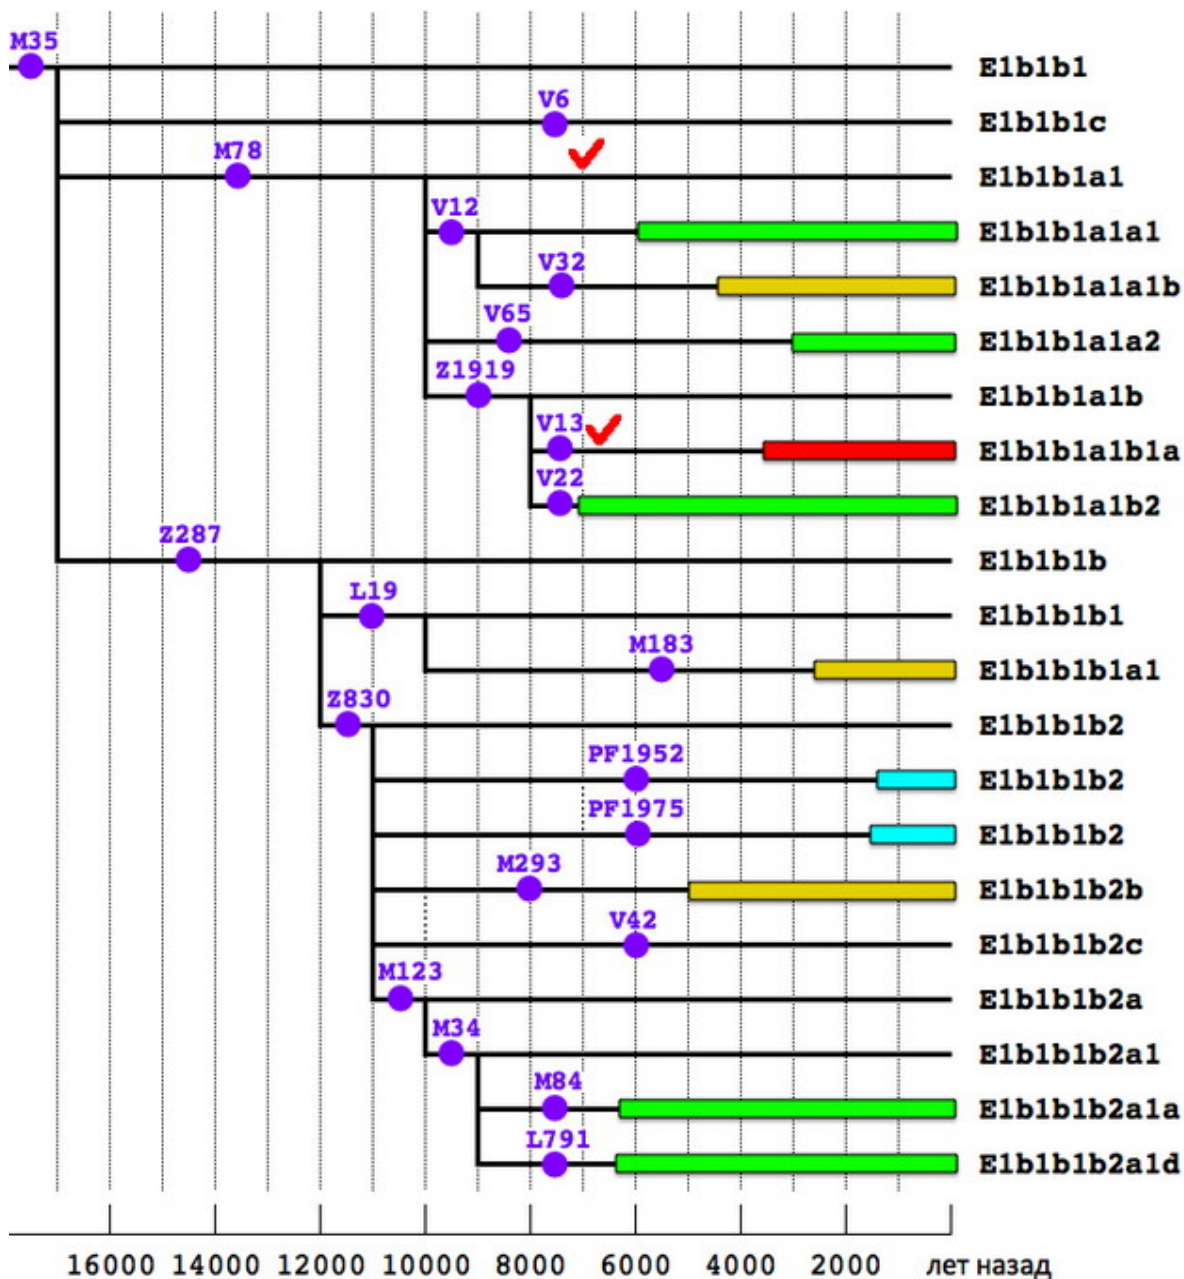 M35
E1b1b1
V6
E1b1b1c
M78
E1b1b1a1
V12
E1b1b1a1a1
V32
E1b1b1a1a1b
V65
E1b1b1a1a2
Z1919
E1b1b1a1b
V13
E1b1b1a1b1a
V22
E1b1b1a1b2
Z287
E1b1b1b
L19
E1b1b1b1
M183
E1b1b1b1a1
Z830
E1b1b1b2
PF1952
E1b1b1b2
PF1975
E1b1b1b2
M293
E1b1b1b2b
V42
E1b1b1b2c
M123
E1b1b1b2a
M34
E1b1b1b2a1
M84
E1b1b1b2a1a
L791
E1b1b1b2a1d
16000 14000 12000 10000 8000 6000 4000 2000 лет назад